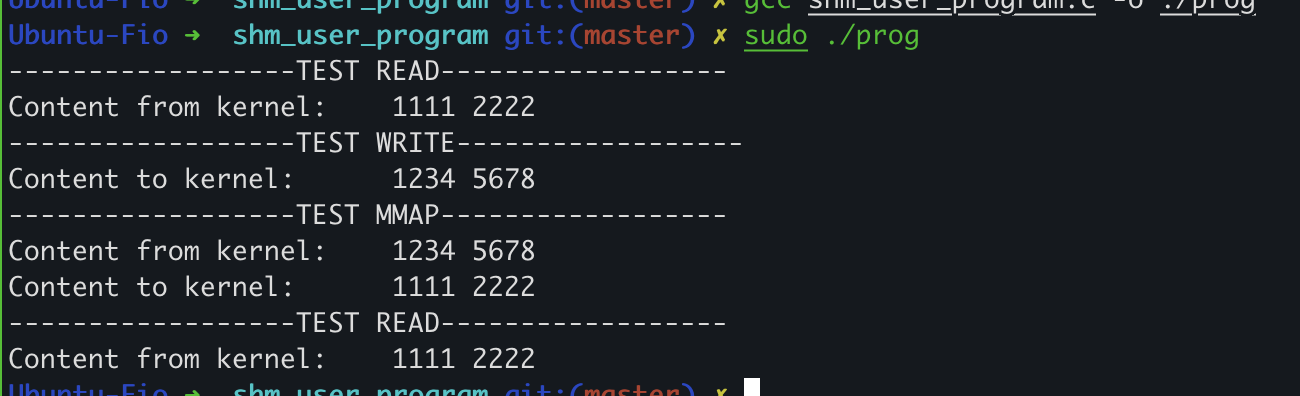 Ubuntu-Fio ➜  shm_user_program git:(master) ✗ gcc shm_user_program.c -o ./prog
Ubuntu-Fio ➜  shm_user_program git:(master) ✗ sudo ./prog
------------------TEST READ------------------
Content from kernel:    1111 2222
------------------TEST WRITE------------------
Content to kernel:      1234 5678
------------------TEST MMAP------------------
Content from kernel:    1234 5678
Content to kernel:      1111 2222
------------------TEST READ------------------
Content from kernel:    1111 2222
Ubuntu-Fio ➜  shm_user_program git:(master) ✗